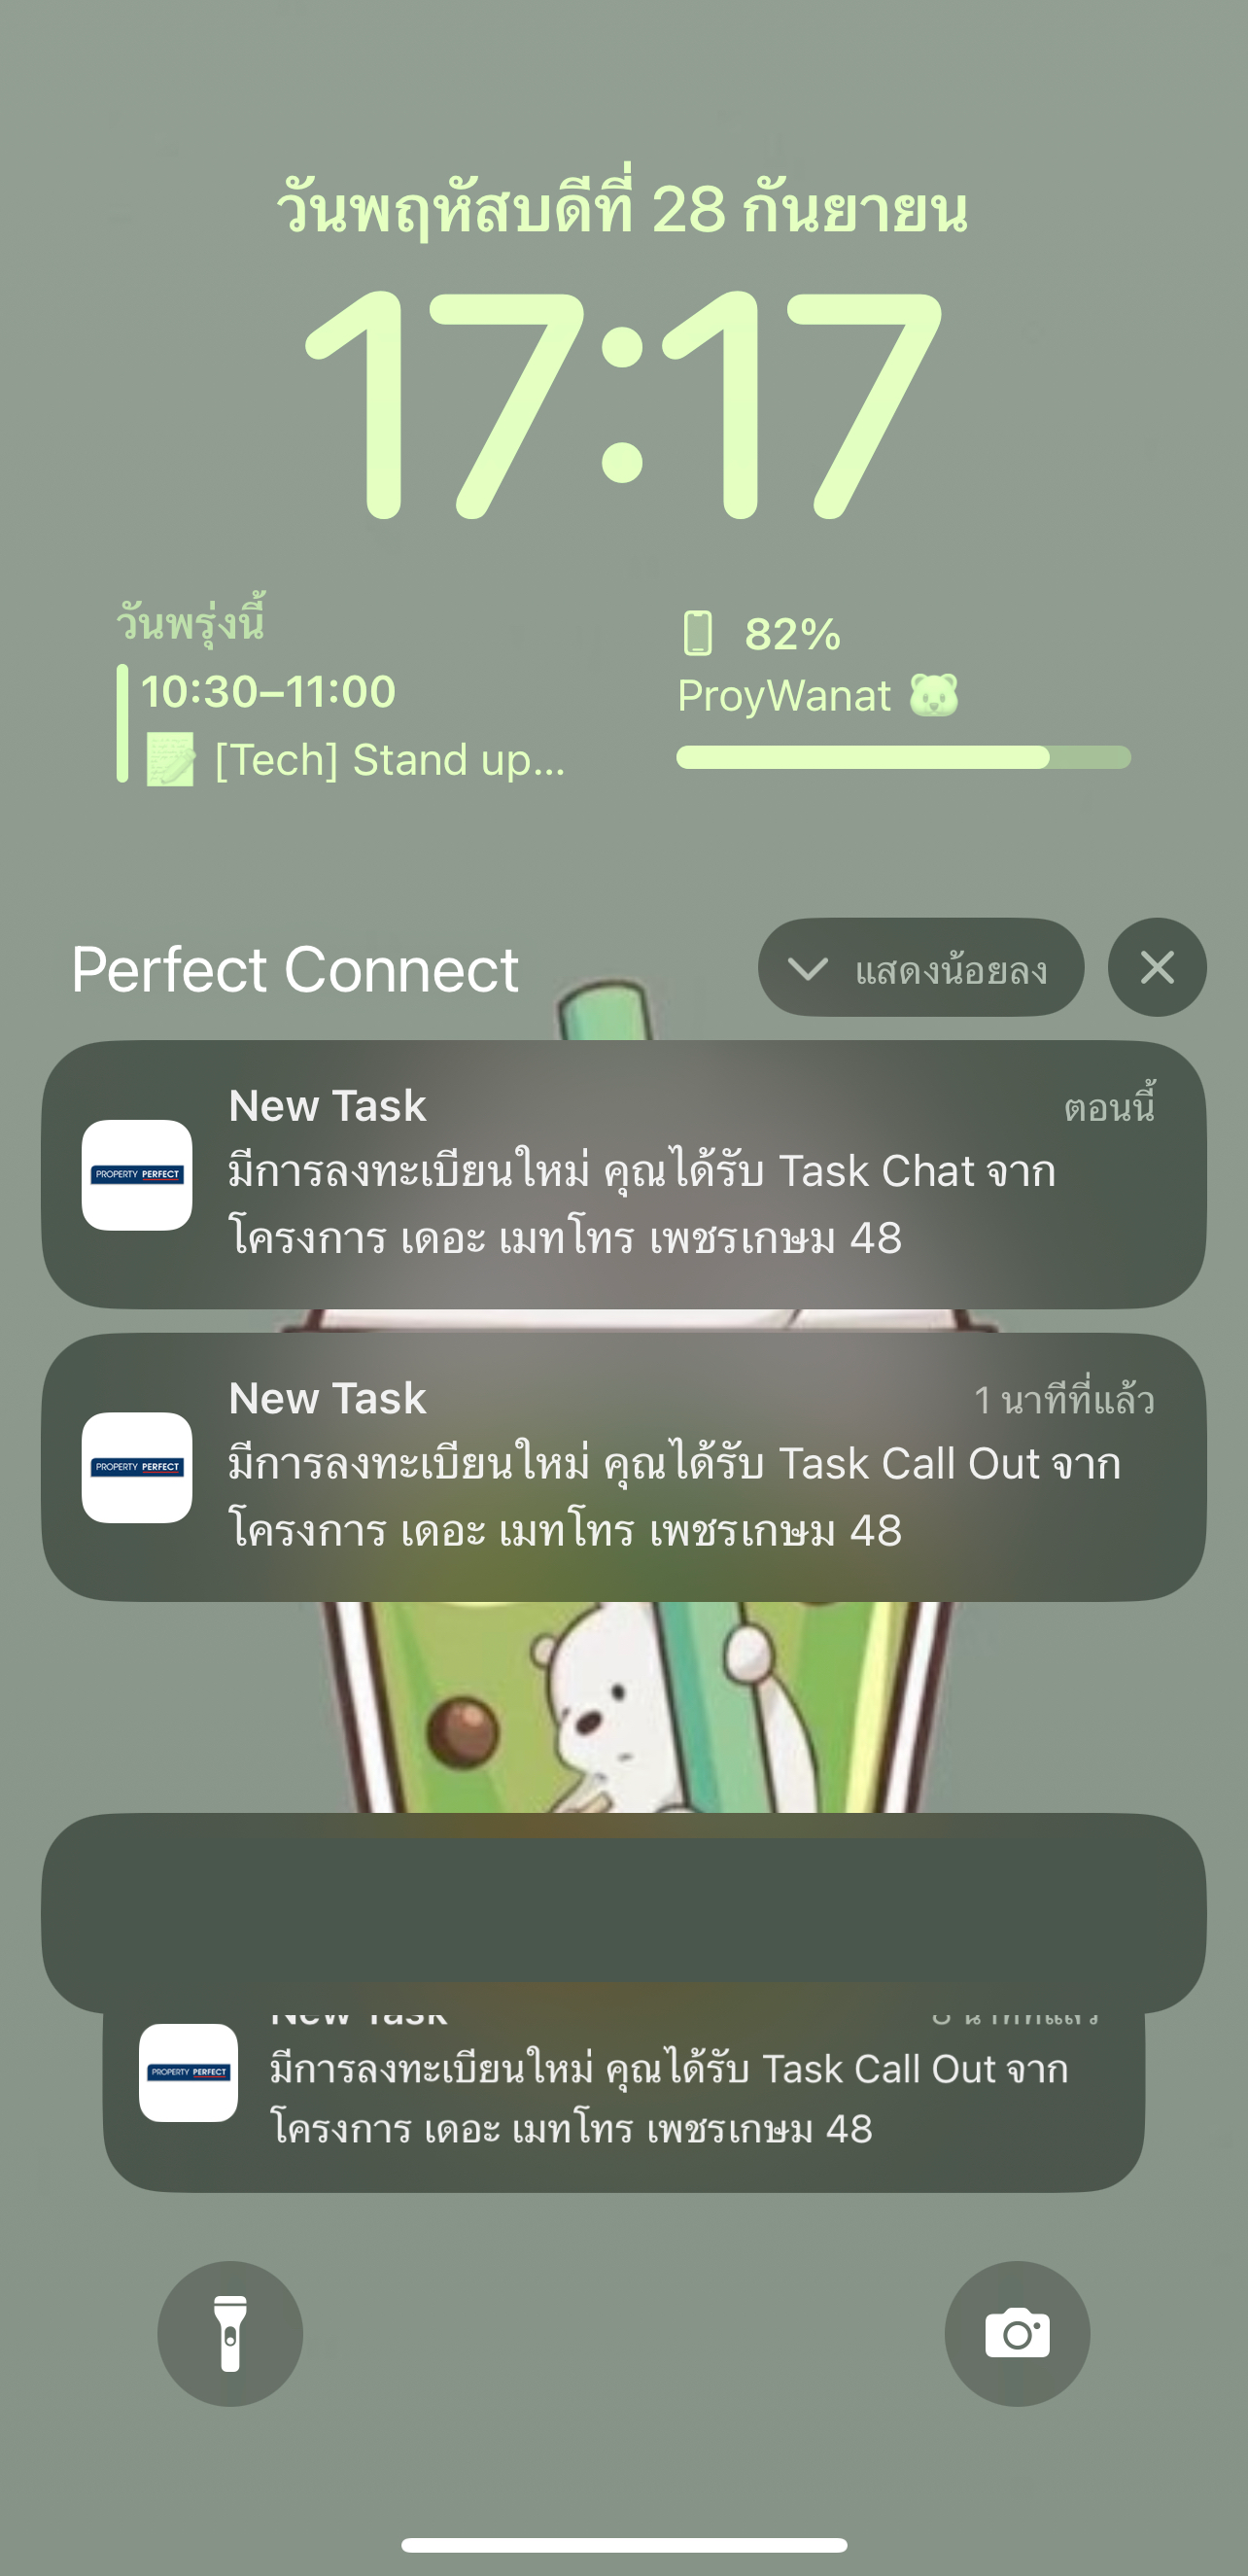 วันพฤหัสบดีที่ 28 กันยายน
17:17
วันพรุ่งนี้
10:30–11:00
📝 [Tech] Stand up...
82%
ProyWanat 🐻‍❄️
Perfect Connect
แสดงน้อยลง
New Task
ตอนนี้
PROPERTY PERFECT
มีการลงทะเบียนใหม่ คุณได้รับ Task Chat จาก
โครงการ เดอะ เมทโทร เพชรเกษม 48
New Task
1 นาทีที่แล้ว
PROPERTY PERFECT
มีการลงทะเบียนใหม่ คุณได้รับ Task Call Out จาก
โครงการ เดอะ เมทโทร เพชรเกษม 48
New Task
นาทีที่แล้ว
PROPERTY PERFECT
มีการลงทะเบียนใหม่ คุณได้รับ Task Call Out จาก
โครงการ เดอะ เมทโทร เพชรเกษม 48